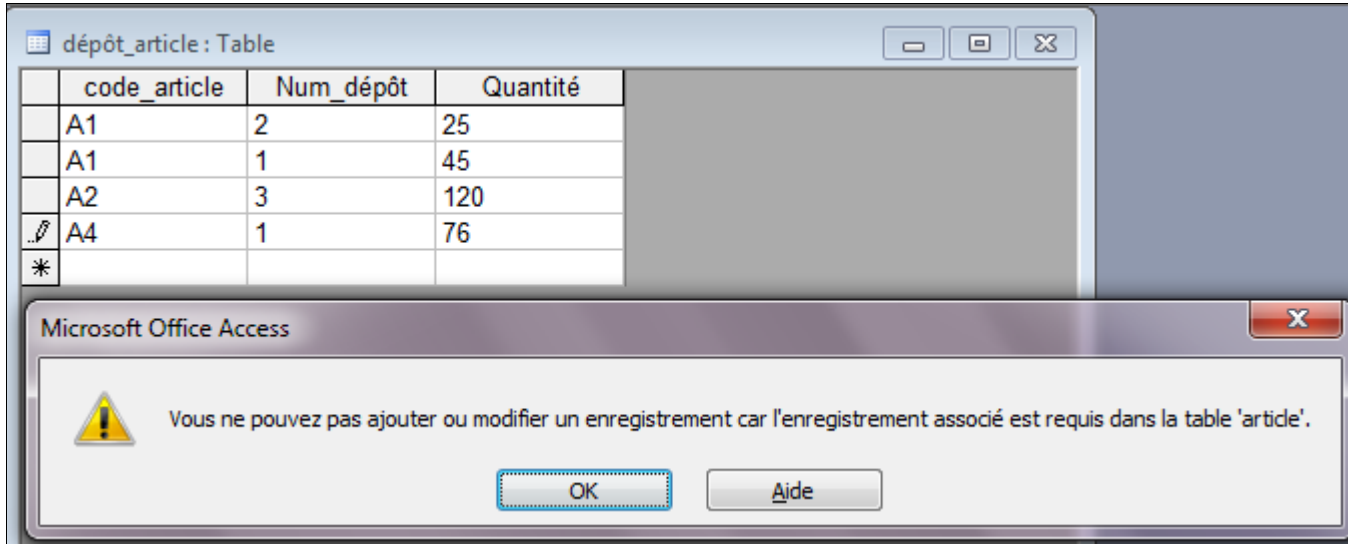 dépôt_article : Table
code_article Num_dépôt Quantité
A1 2 25
A1 1 45
A2 3 120
A4 1 76
Microsoft Office Access
Vous ne pouvez pas ajouter ou modifier un enregistrement car l'enregistrement associé est requis dans la table 'article'.
OK Aide